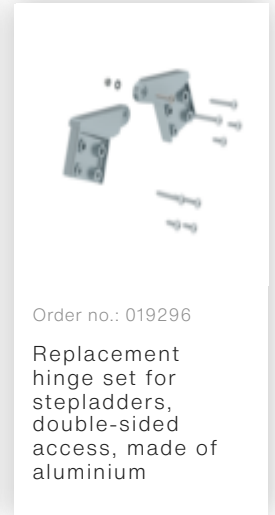 Order no.: 019296
Replacement
hinge set for
stepladders,
double-sided
access, made of
aluminium